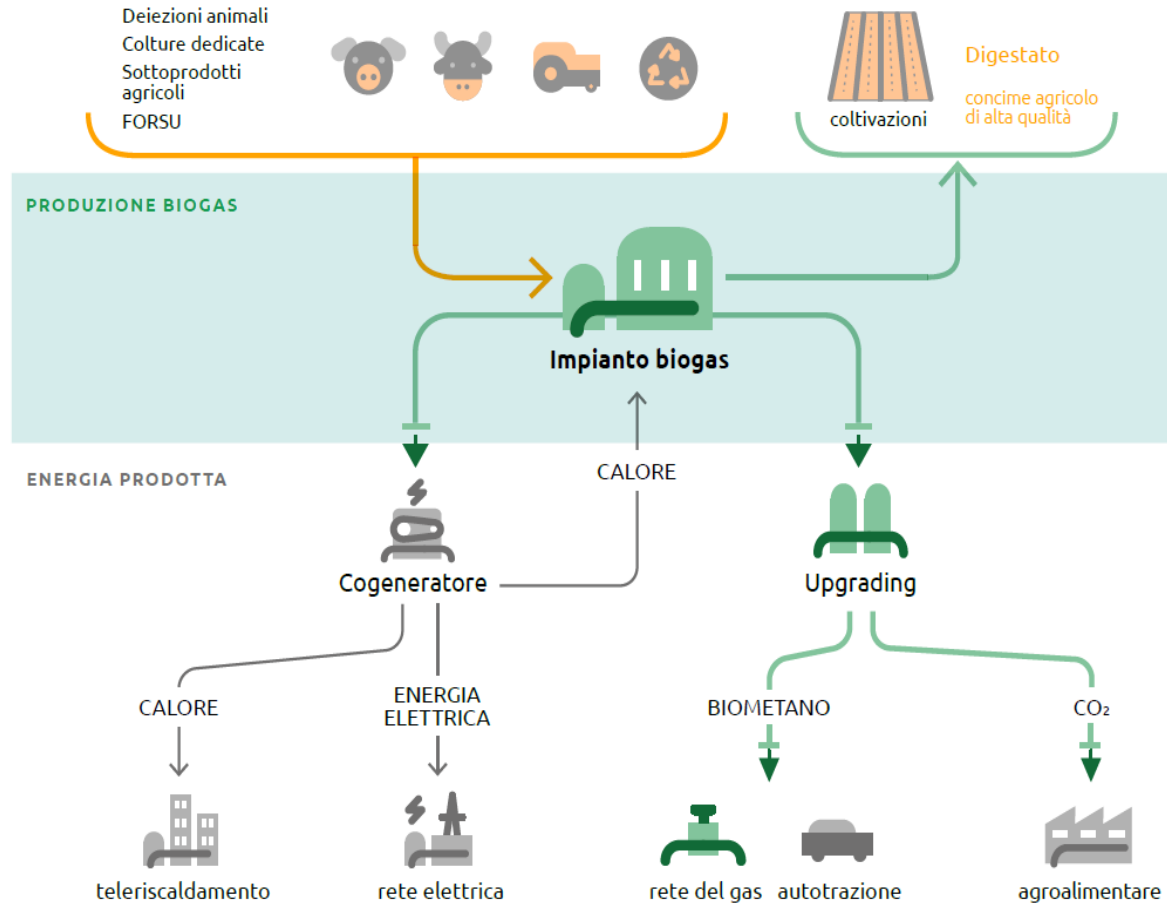 Deiezioni animali
Colture dedicate
Sottoprodotti
agricoli
FORSU
coltivazioni
Digestato
concime agricolo
di alta qualità
PRODUZIONE BIOGAS
Impianto biogas
ENERGIA PRODOTTA
CALORE
Cogeneratore
Upgrading
CALORE
ENERGIA
ELETTRICA
BIOMETANO
CO₂
teleriscaldamento
rete elettrica
rete del gas
autotrazione
agroalimentare